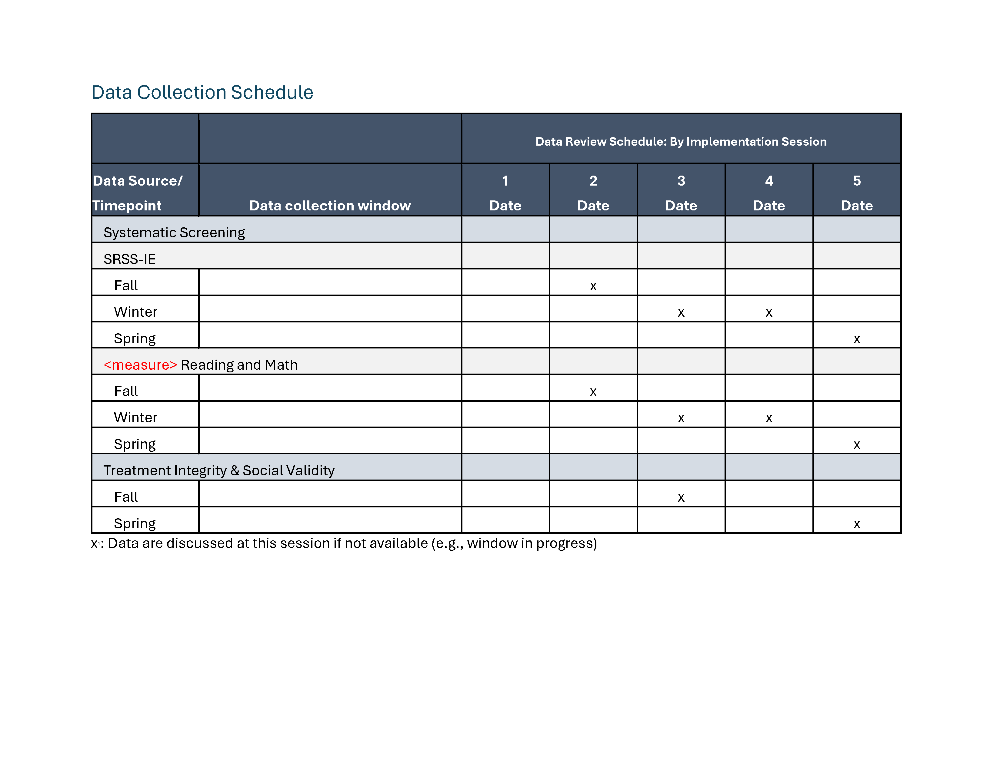 Data Collection Schedule
Data Review Schedule: By Implementation Session
Data Source/ Timepoint Data collection window 1 Date 2 Date 3 Date 4 Date 5 Date
Systematic Screening
SRSS-IE
Fall x
Winter x x
Spring x
<measure> Reading and Math
Fall x
Winter x x
Spring x
Treatment Integrity & Social Validity
Fall x
Spring x
x¹: Data are discussed at this session if not available (e.g., window in progress)